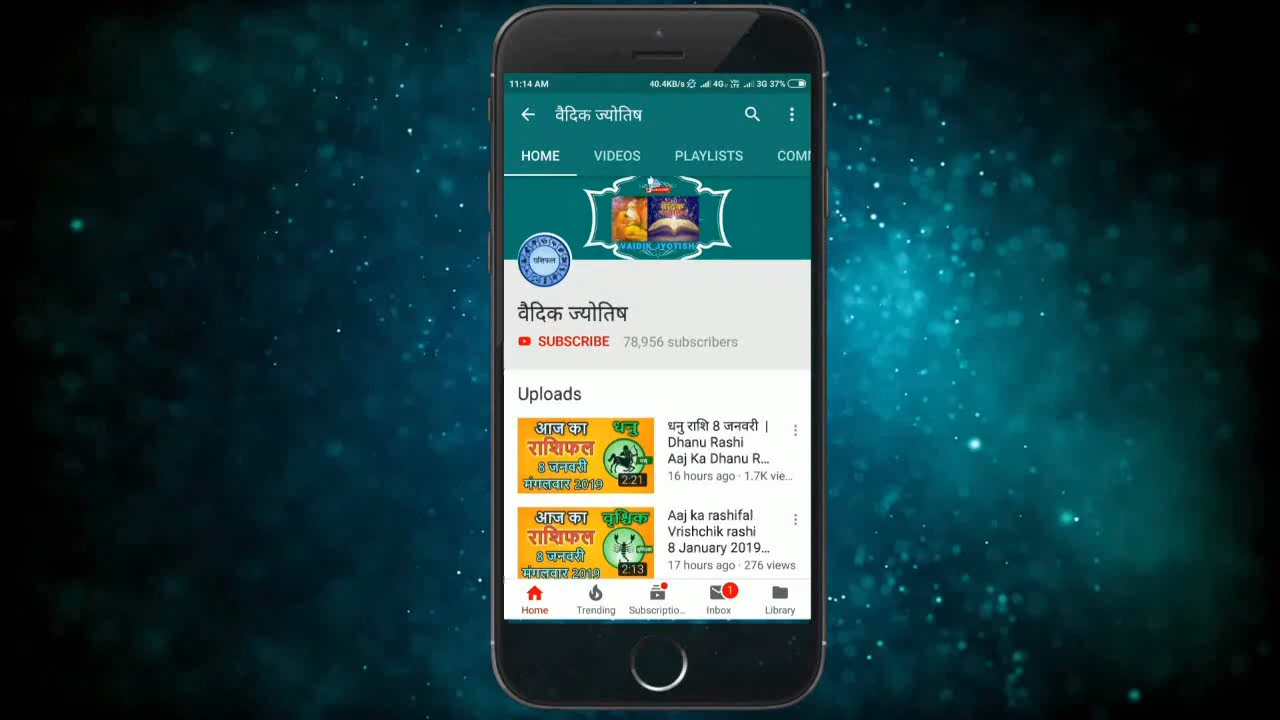 11:14 AM
40.4KB/s 4G VoLTE 3G 37%
वैदिक ज्योतिष
HOME VIDEOS PLAYLISTS COMM
वैदिक
VAIDIK JYOTISH
राशिफल
वैदिक ज्योतिष
SUBSCRIBE 78,956 subscribers
Uploads
आज का धनु
राशिफल
8 जनवरी
मंगलवार 2019
2:21
धनु राशि 8 जनवरी |
Dhanu Rashi
Aaj Ka Dhanu R...
16 hours ago · 1.7K vie...
आज का वृश्चिक
राशिफल
8 जनवरी
मंगलवार 2019
2:13
Aaj ka rashifal
Vrishchik rashi
8 January 2019...
17 hours ago · 276 views
1
Home Trending Subscriptio... Inbox Library